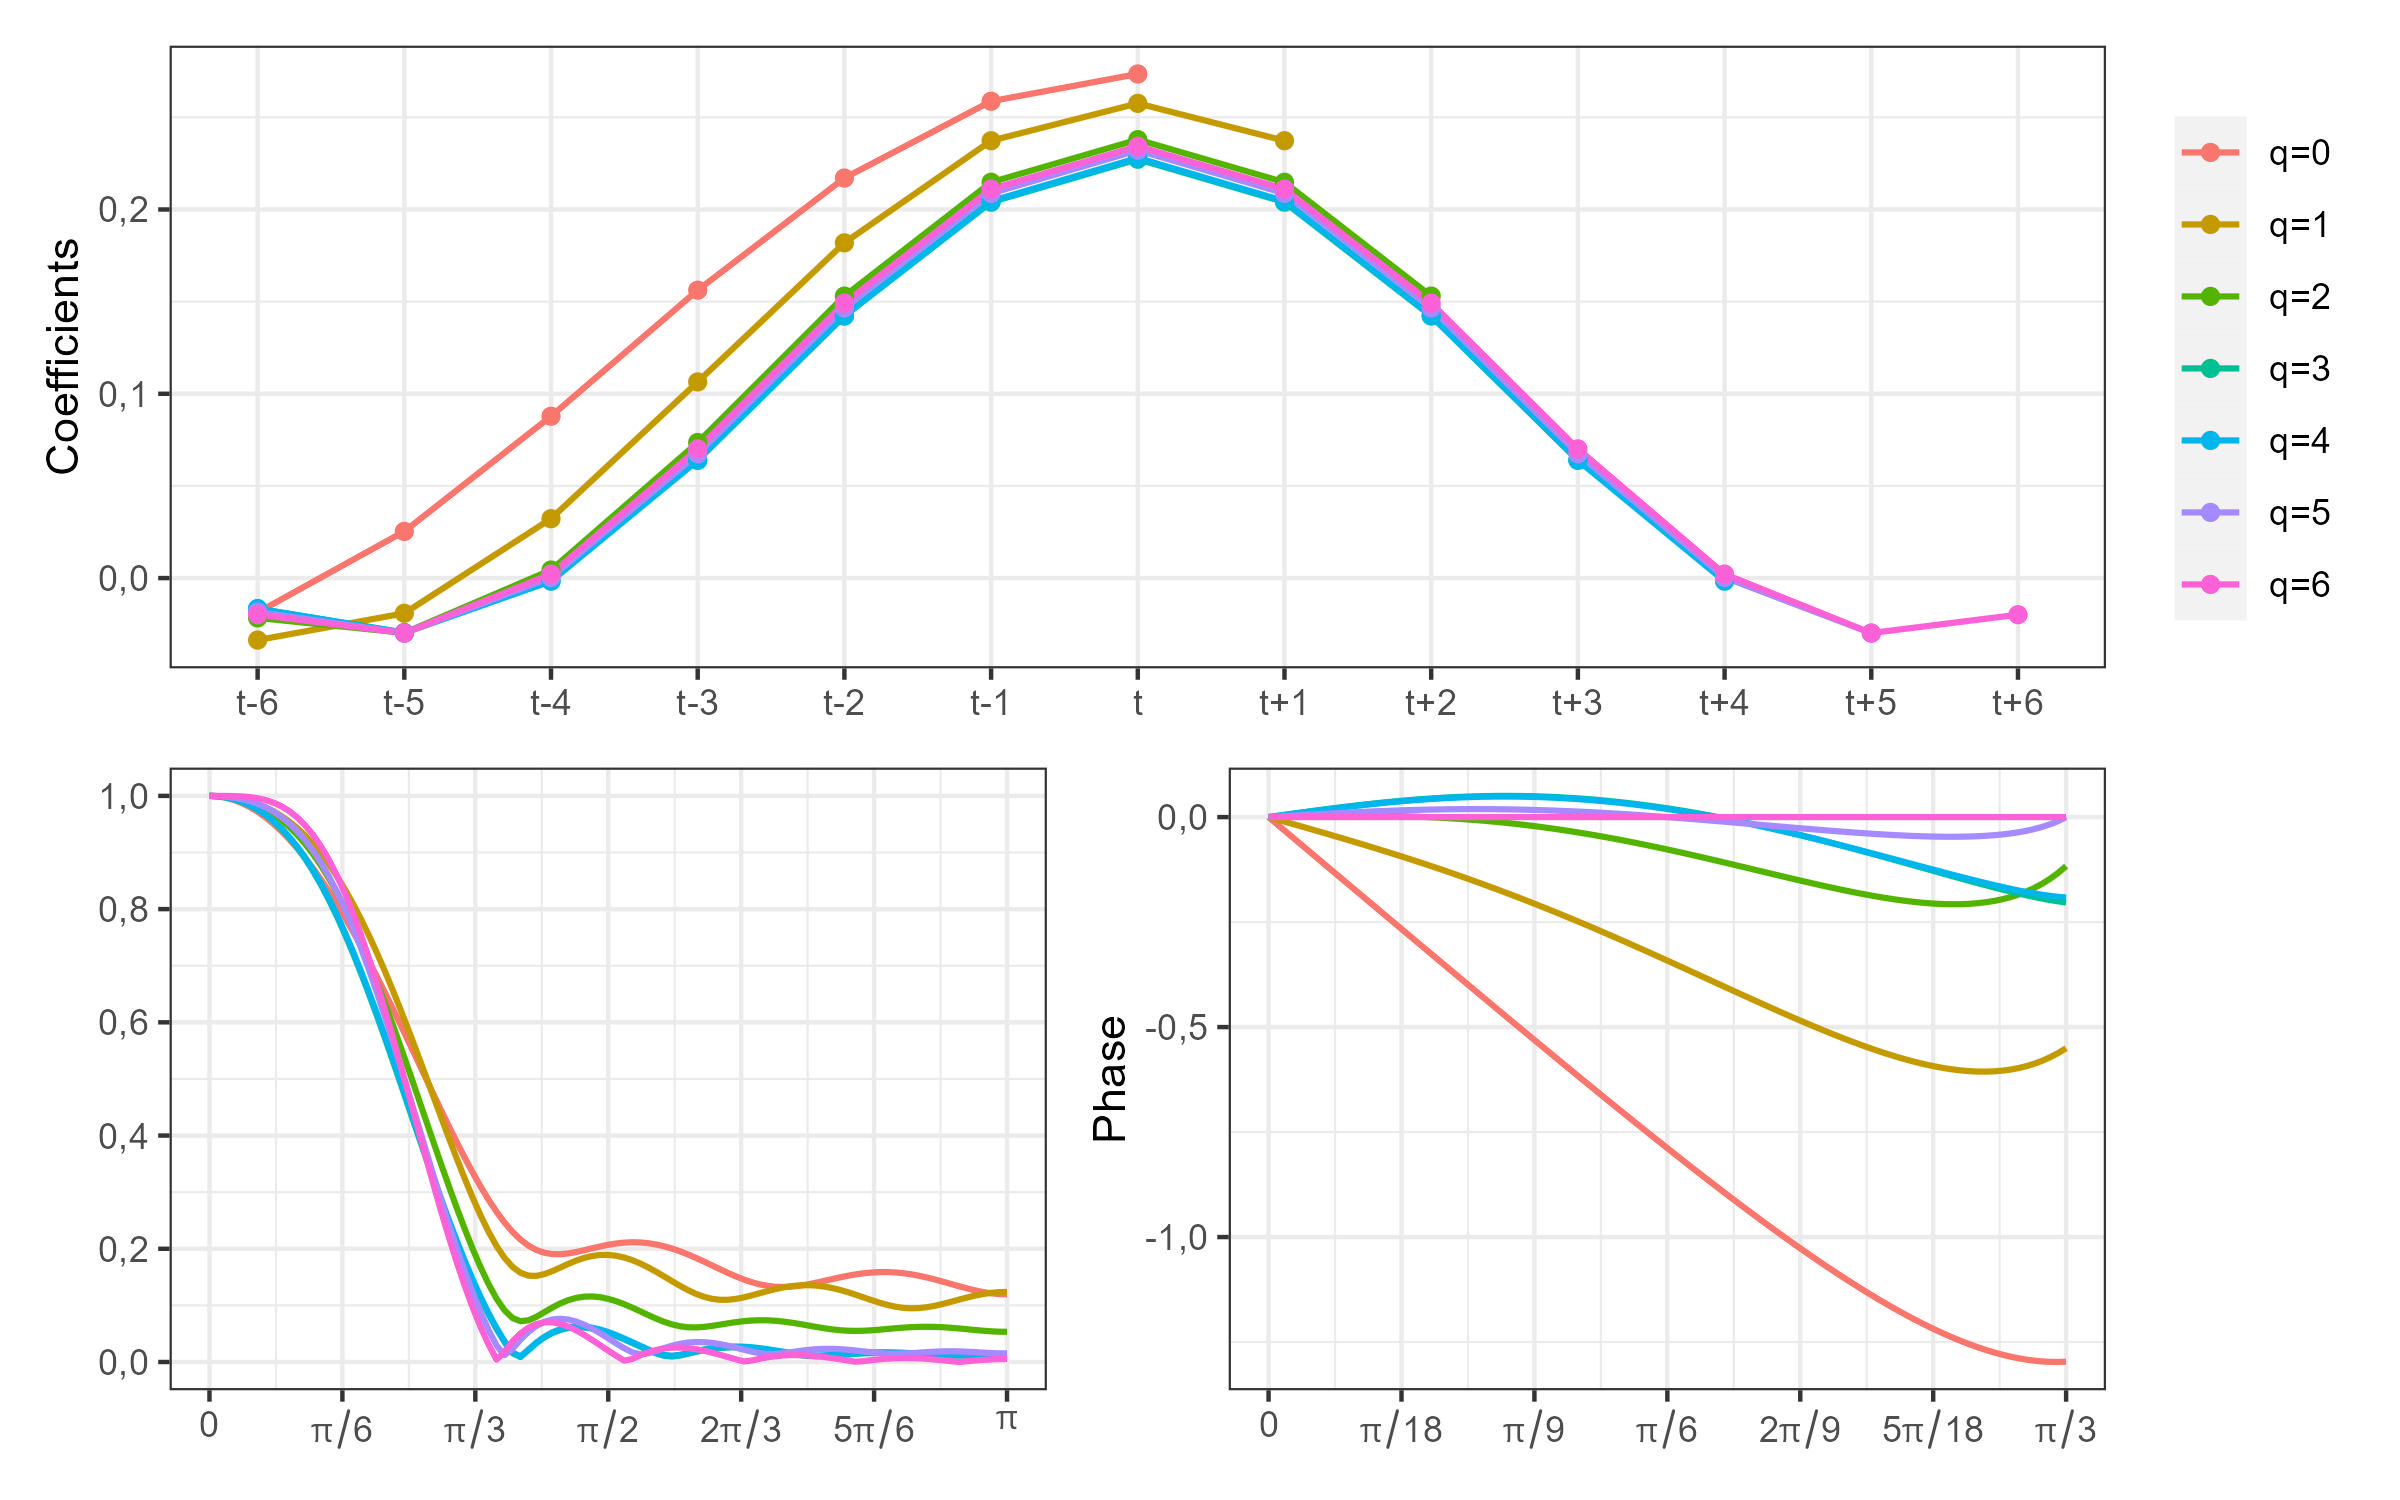 Coefficients
0,2
0,1
0,0
t-6 t-5 t-4 t-3 t-2 t-1 t t+1 t+2 t+3 t+4 t+5 t+6
q=0
q=1
q=2
q=3
q=4
q=5
q=6
1,0
0,8
0,6
0,4
0,2
0,0
0 π/6 π/3 π/2 2π/3 5π/6 π
Phase
0,0
-0,5
-1,0
0 π/18 π/9 π/6 2π/9 5π/18 π/3